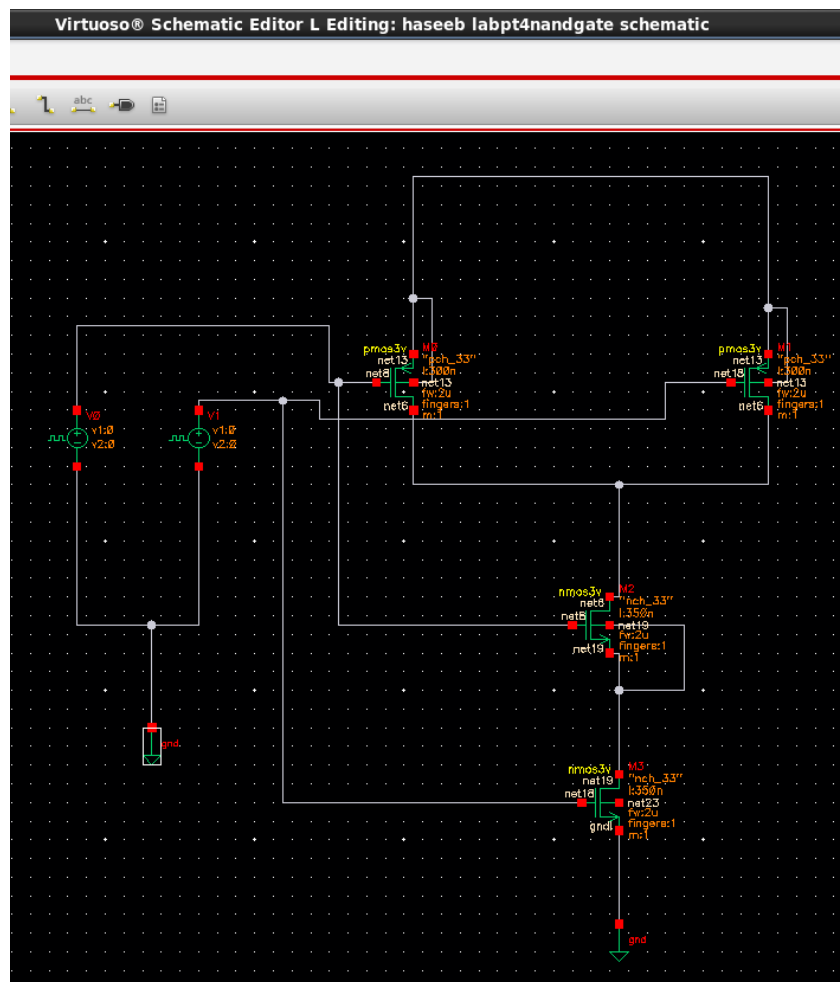 Virtuoso® Schematic Editor L Editing: haseeb labpt4nandgate schematic
abc
pmos3v M0
net13 "pch_33"
l:300n
net8 net13
fw:2u
net6 fingers:1
m:1
pmos3v M1
net13 "pch_33"
l:300n
net18 net13
fw:2u
net6 fingers:1
m:1
V0
v1:0
v2:0
V1
v1:0
v2:0
nmos3v M2
net6 "nch_33"
l:350n
net8 net19
fw:2u
net19 fingers:1
m:1
gnd
nmos3v M3
net19 "nch_33"
l:350n
net18 net23
fw:2u
gnd! fingers:1
m:1
gnd